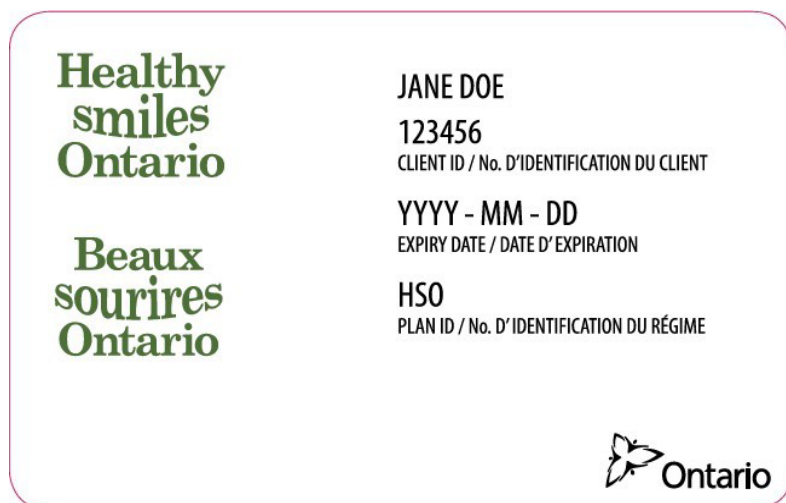 Healthy
smiles
Ontario
Beaux
sourires
Ontario
JANE DOE
123456
CLIENT ID / No. D'IDENTIFICATION DU CLIENT
YYYY - MM - DD
EXPIRY DATE / DATE D' EXPIRATION
HSO
PLAN ID / No. D' IDENTIFICATION DU RÉGIME
Ontario